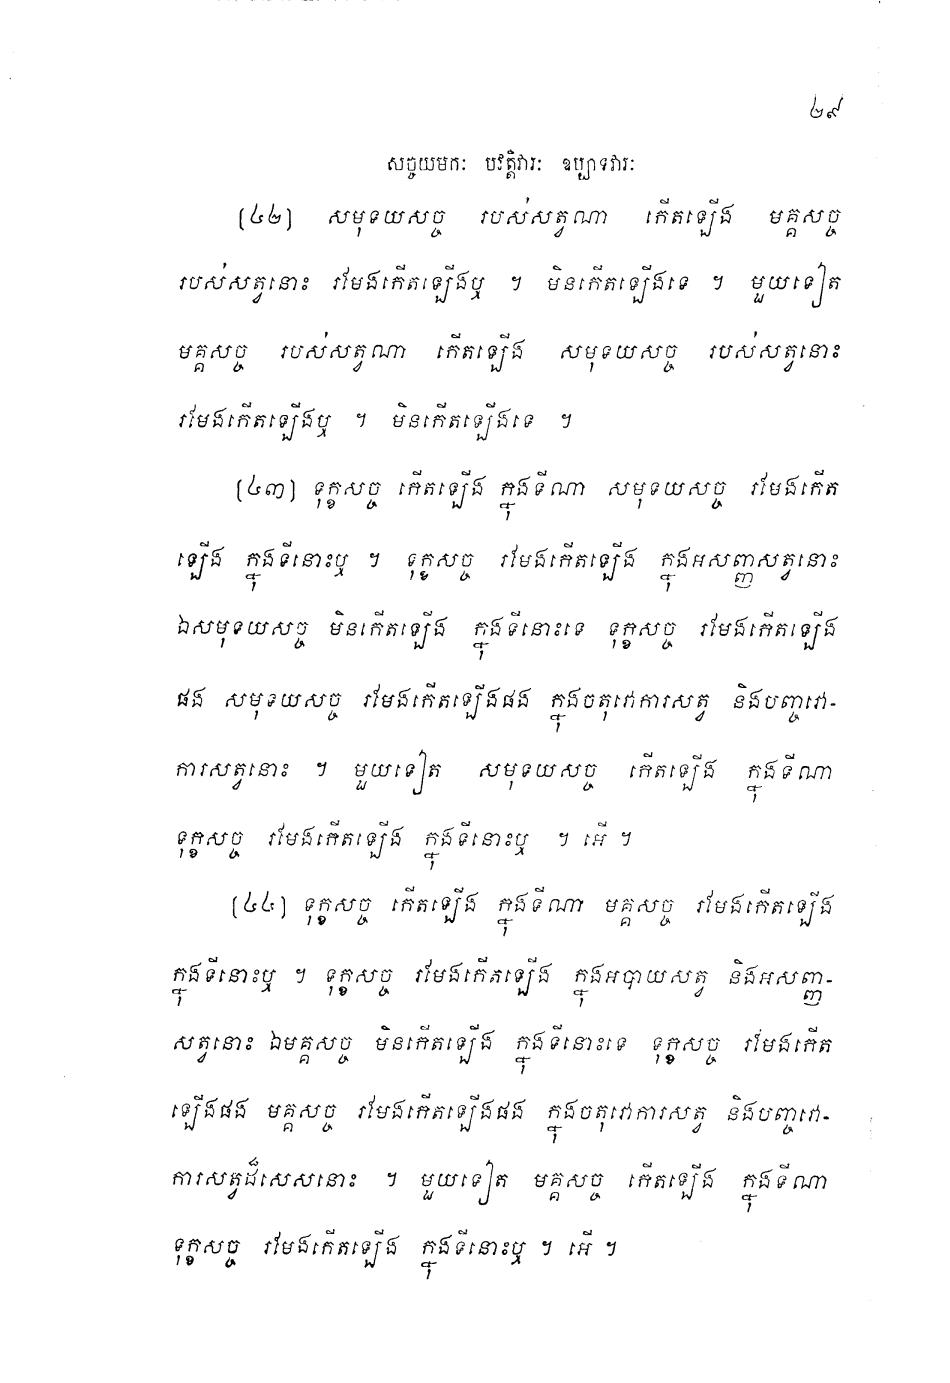 ២៩
សច្ចយមកៈ បវត្តិវារៈ ឧប្បាទវារៈ
(៤២) សមុទយសច្ច របស់សត្វណា កើតឡើង មគ្គសច្ច
របស់សត្វនោះ រមែងកើតឡើងឬ ។ មិនកើតឡើងទេ ។ មួយទៀត
មគ្គសច្ច របស់សត្វណា កើតឡើង សមុទយសច្ច របស់សត្វនោះ
រមែងកើតឡើងឬ ។ មិនកើតឡើងទេ ។
(៤៣) ទុក្ខសច្ច កើតឡើង ក្នុងទីណា សមុទយសច្ច រមែងកើត
ឡើង ក្នុងទីនោះឬ ។ ទុក្ខសច្ច រមែងកើតឡើង ក្នុងអសញ្ញសត្វនោះ
ឯសមុទយសច្ច មិនកើតឡើង ក្នុងទីនោះទេ ទុក្ខសច្ច រមែងកើតឡើង
ផង សមុទយសច្ច រមែងកើតឡើងផង ក្នុងចតុវោការសត្វ និងបញ្ចវោ-
ការសត្វនោះ ។ មួយទៀត សមុទយសច្ច កើតឡើង ក្នុងទីណា
ទុក្ខសច្ច រមែងកើតឡើង ក្នុងទីនោះឬ ។ អើ ។
(៤៤) ទុក្ខសច្ច កើតឡើង ក្នុងទីណា មគ្គសច្ច រមែងកើតឡើង
ក្នុងទីនោះឬ ។ ទុក្ខសច្ច រមែងកើតឡើង ក្នុងអបាយសត្វ និងអសញ្ញ-
សត្វនោះ ឯមគ្គសច្ច មិនកើតឡើង ក្នុងទីនោះទេ ទុក្ខសច្ច រមែងកើត
ឡើងផង មគ្គសច្ច រមែងកើតឡើងផង ក្នុងចតុវោការសត្វ និងបញ្ចវោ-
ការសត្វដ៏សេសនោះ ។ មួយទៀត មគ្គសច្ច កើតឡើង ក្នុងទីណា
ទុក្ខសច្ច រមែងកើតឡើង ក្នុងទីនោះឬ ។ អើ ។